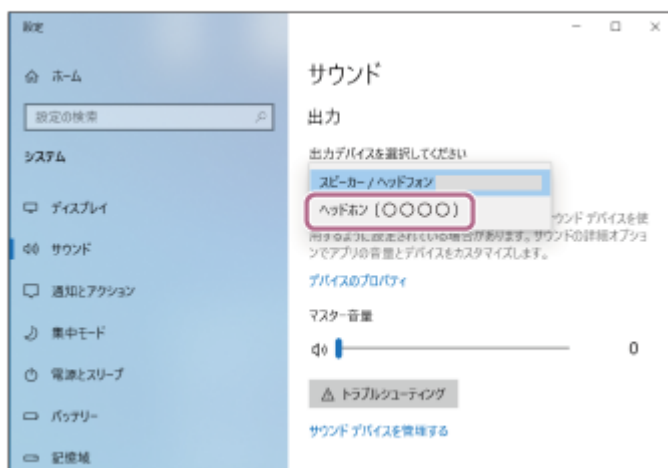 設定
ホーム
設定の検索
システム
ディスプレイ
サウンド
通知とアクション
集中モード
電源とスリープ
バッテリー
記憶域
サウンド
出力
出力デバイスを選択してください
スピーカー / ヘッドフォン
ヘッドホン (〇〇〇〇)
ウンド デバイスを使
用するように設定されている場合があります。サウンドの詳細オプショ
ンでアプリの音量とデバイスをカスタマイズします。
デバイスのプロパティ
マスター音量
0
トラブルシューティング
サウンド デバイスを管理する